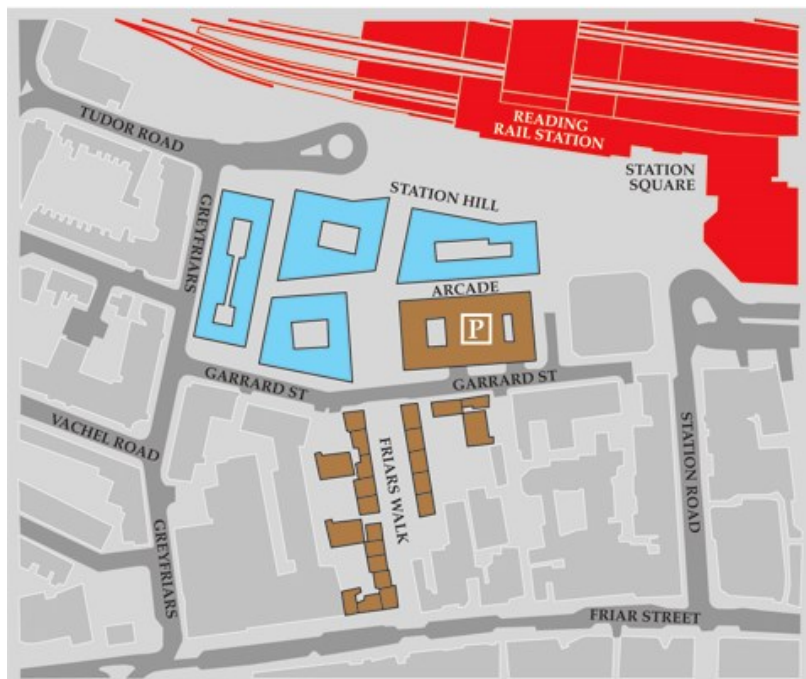 READING
RAIL STATION
TUDOR ROAD
STATION
SQUARE
STATION HILL
GREYFRIARS
ARCADE
P
GARRARD ST
GARRARD ST
VACHEL ROAD
FRIARS WALK
STATION ROAD
GREYFRIARS
FRIAR STREET